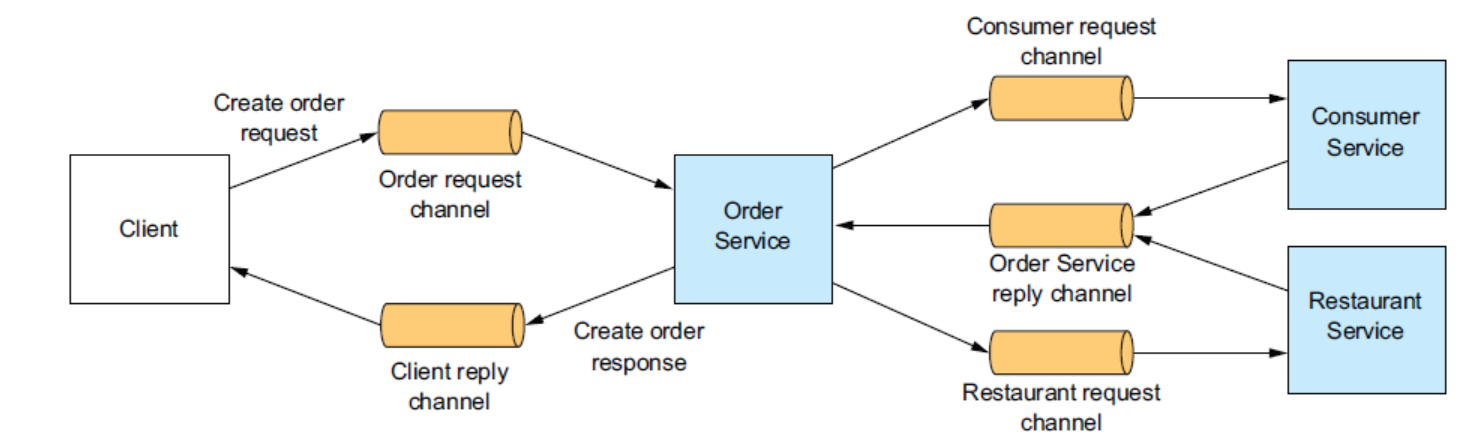 Consumer request
channel
Create order
request
Consumer
Service
Order request
channel
Client
Order
Service
Order Service
reply channel
Restaurant
Service
Create order
response
Client reply
channel
Restaurant request
channel